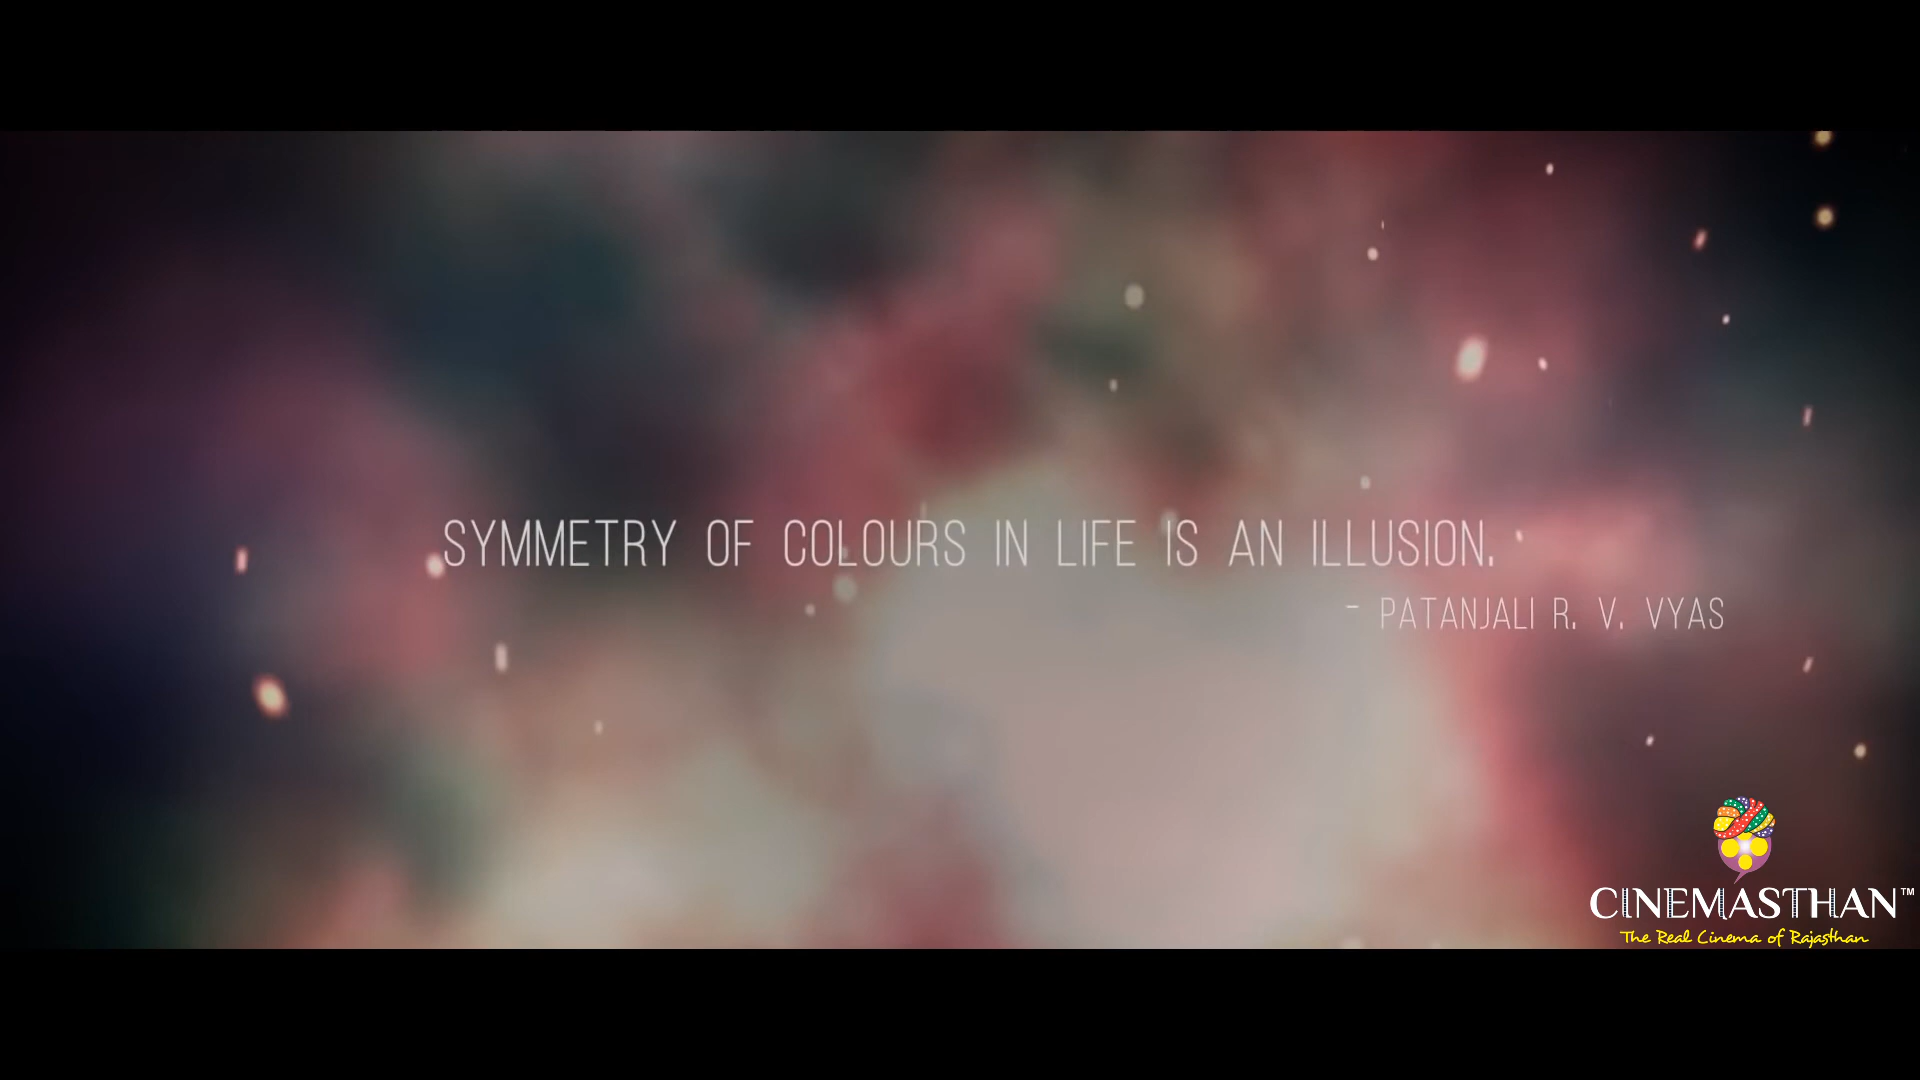 SYMMETRY OF COLOURS IN LIFE IS AN ILLUSION.
- PATANJALI R. V. VYAS
CINEMASTHAN™
The Real Cinema of Rajasthan